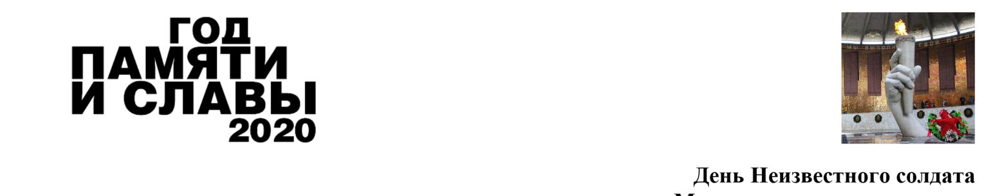 ГОД
ПАМЯТИ
И СЛАВЫ
2020
День Неизвестного солдата